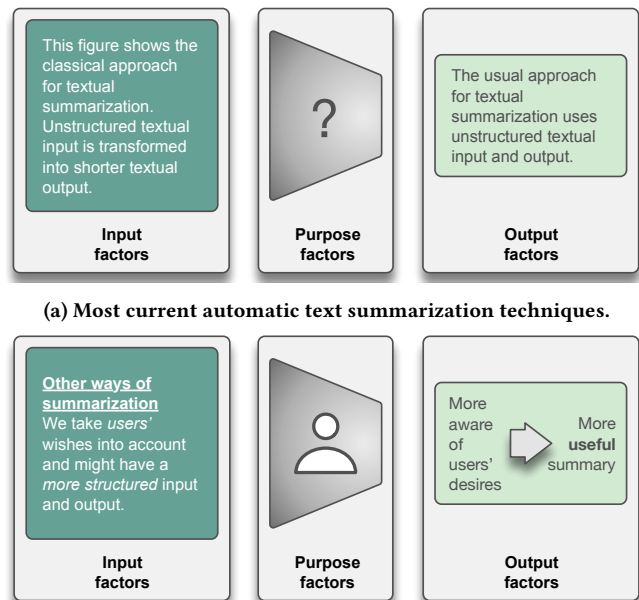 This figure shows the
classical approach
for textual
summarization.
Unstructured textual
input is transformed
into shorter textual
output.
?
The usual approach
for textual
summarization uses
unstructured textual
input and output.
Input
factors
Purpose
factors
Output
factors
(a) Most current automatic text summarization techniques.
Other ways of
summarization
We take users’
wishes into account
and might have a
more structured input
and output.
More
aware
of
users’
desires
More
useful
summary
Input
factors
Purpose
factors
Output
factors